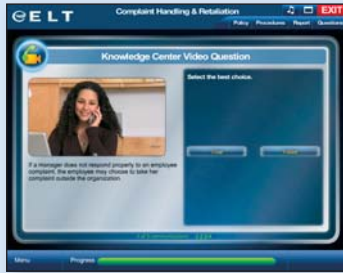 eELT
Complaint Handling & Retaliation
EXIT
Policy Procedures Report Questions
Knowledge Center Video Question
Select the best choice.
If a manager does not respond properly to an employee
complaint, the employee may choose to take her
complaint outside the organization.
Menu
Progress